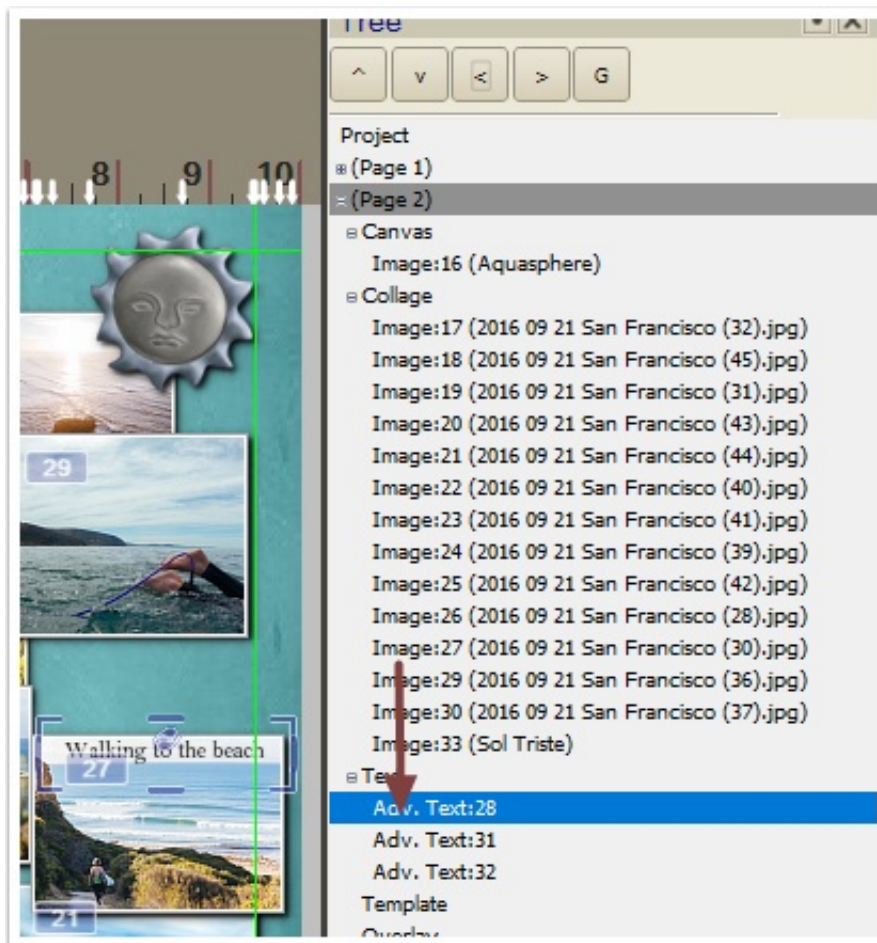 Tree
^ v < > G
Project
(Page 1)
(Page 2)
Canvas
Image:16 (Aquasphere)
Collage
Image:17 (2016 09 21 San Francisco (32).jpg)
Image:18 (2016 09 21 San Francisco (45).jpg)
Image:19 (2016 09 21 San Francisco (31).jpg)
Image:20 (2016 09 21 San Francisco (43).jpg)
Image:21 (2016 09 21 San Francisco (44).jpg)
Image:22 (2016 09 21 San Francisco (40).jpg)
Image:23 (2016 09 21 San Francisco (41).jpg)
Image:24 (2016 09 21 San Francisco (39).jpg)
Image:25 (2016 09 21 San Francisco (42).jpg)
Image:26 (2016 09 21 San Francisco (28).jpg)
Image:27 (2016 09 21 San Francisco (30).jpg)
Image:29 (2016 09 21 San Francisco (36).jpg)
Image:30 (2016 09 21 San Francisco (37).jpg)
Image:33 (Sol Triste)
Text
Adv. Text:28
Adv. Text:31
Adv. Text:32
Template
Overlay
8 9 10
29
Walking to the beach
27
21